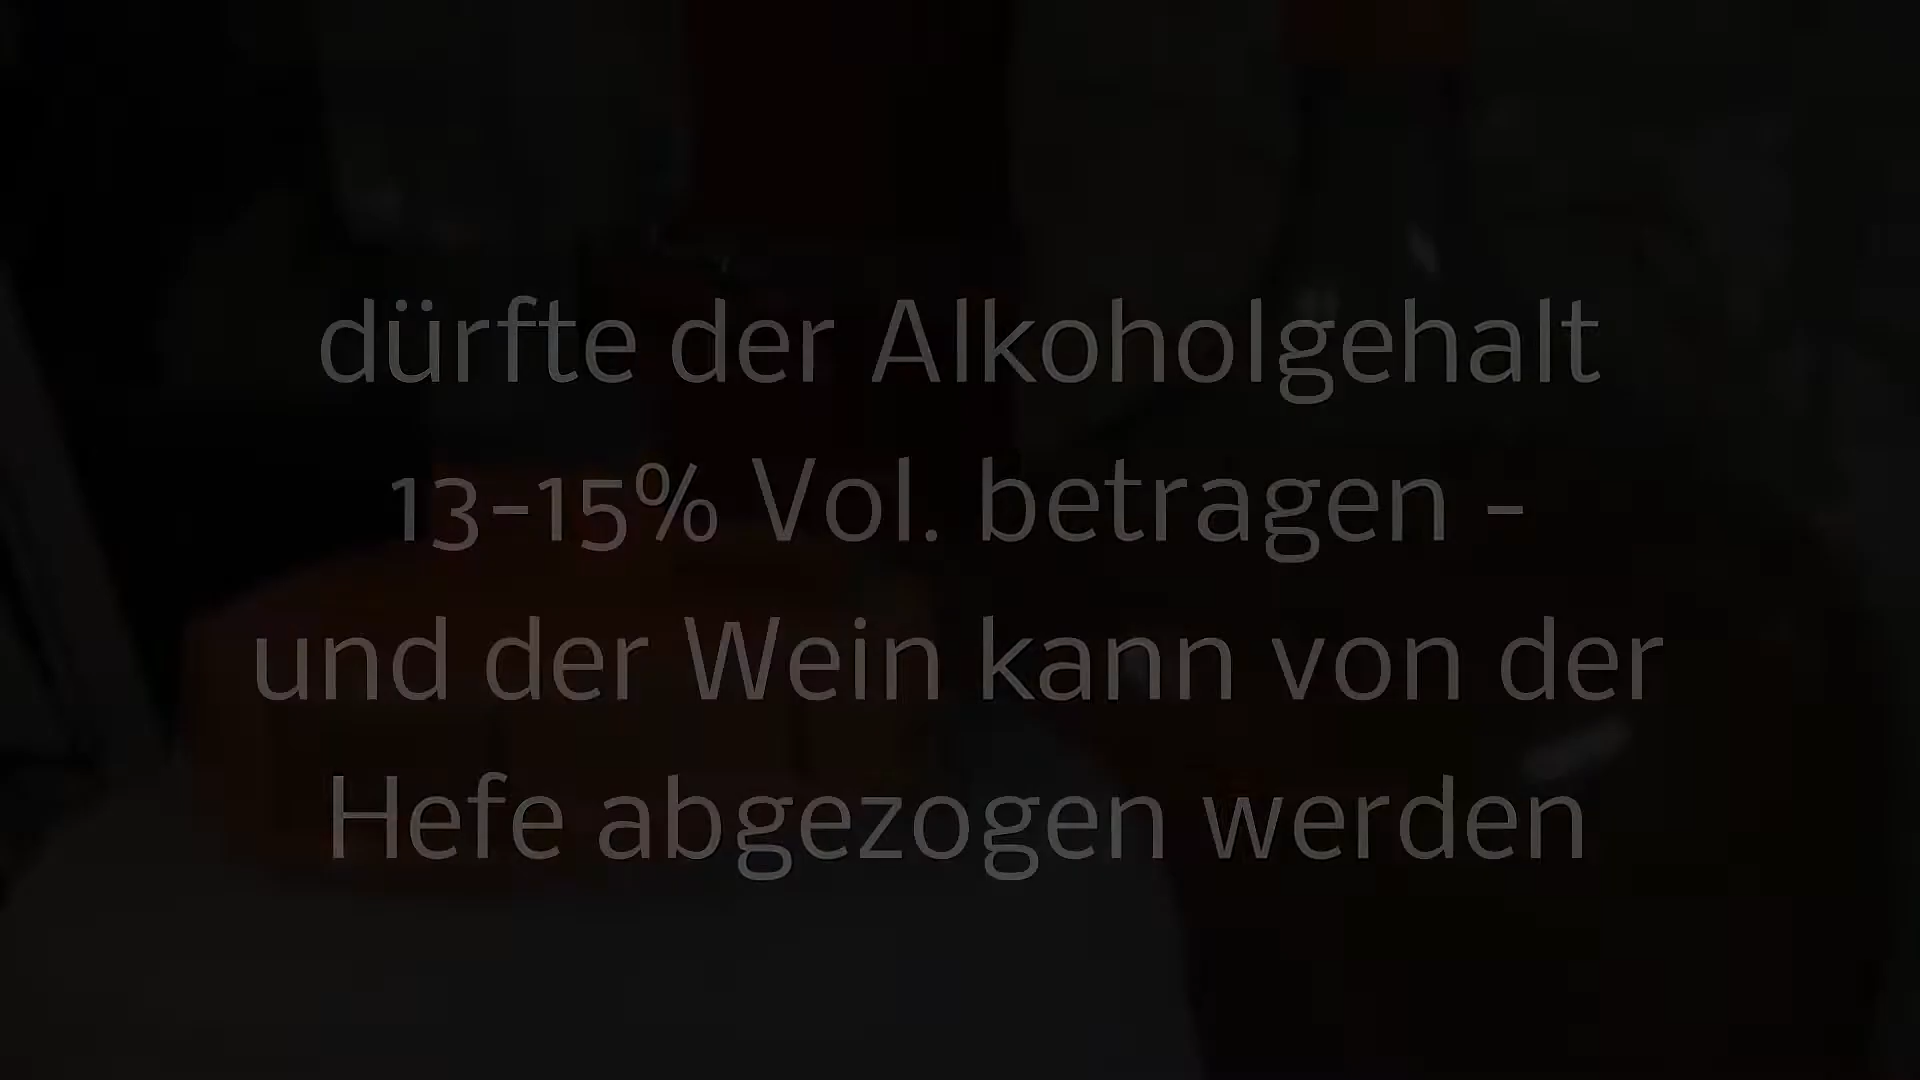 dürfte der Alkoholgehalt
13-15% Vol. betragen -
und der Wein kann von der
Hefe abgezogen werden